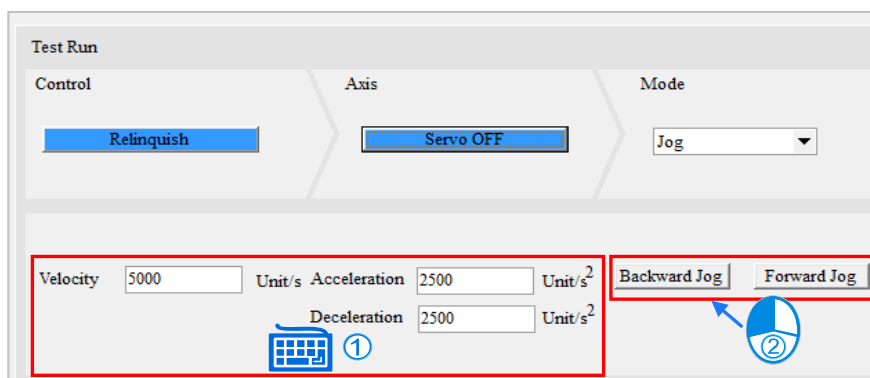 Test Run
Control Axis Mode
Relinquish Servo OFF Jog
Velocity 5000 Unit/s Acceleration 2500 Unit/s² Backward Jog Forward Jog
Deceleration 2500 Unit/s²
① ②